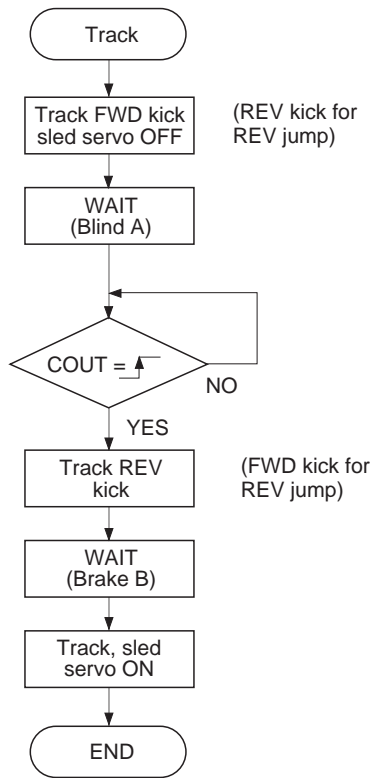 Track
Track FWD kick
sled servo OFF
(REV kick for
REV jump)
WAIT
(Blind A)
COUT =
NO
YES
Track REV
kick
(FWD kick for
REV jump)
WAIT
(Brake B)
Track, sled
servo ON
END